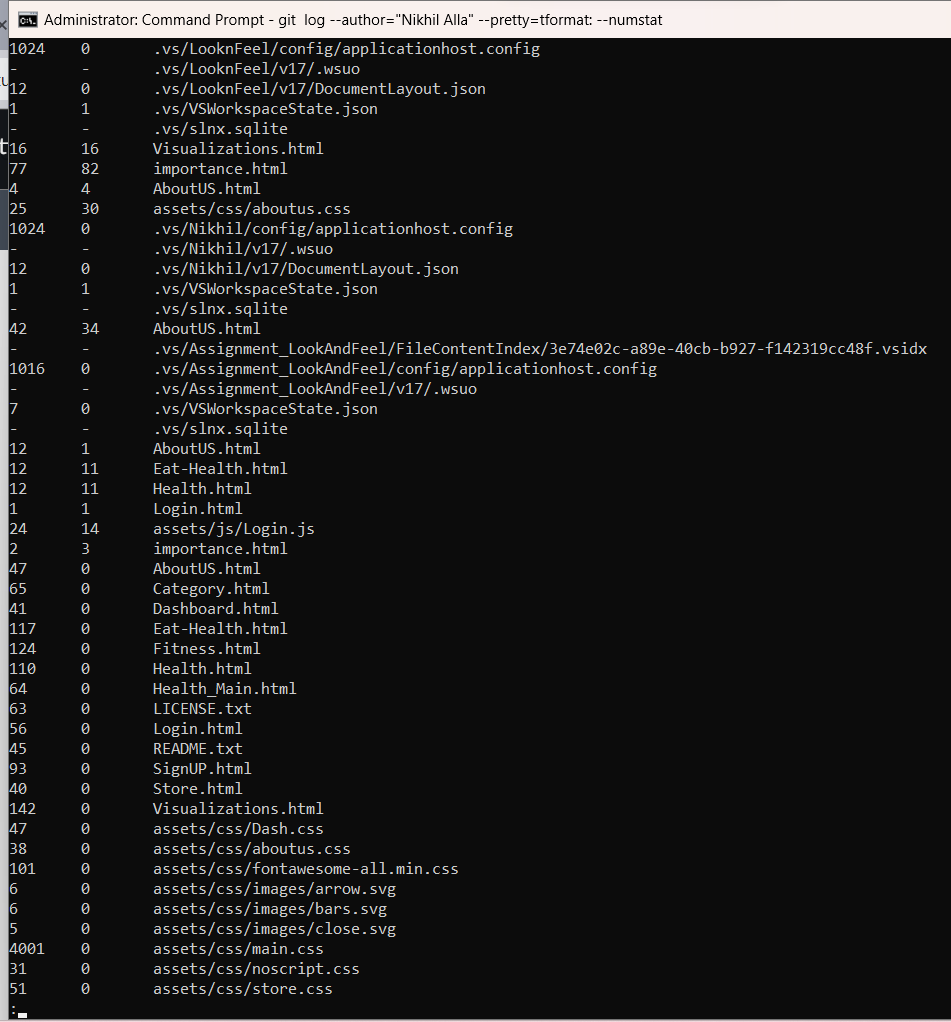 Administrator: Command Prompt - git  log --author="Nikhil Alla" --pretty=tformat: --numstat
1024    0       .vs/LooknFeel/config/applicationhost.config
-       -       .vs/LooknFeel/v17/.wsuo
12      0       .vs/LooknFeel/v17/DocumentLayout.json
1       1       .vs/VSWorkspaceState.json
-       -       .vs/slnx.sqlite
16      16      Visualizations.html
77      82      importance.html
4       4       AboutUS.html
25      30      assets/css/aboutus.css
1024    0       .vs/Nikhil/config/applicationhost.config
-       -       .vs/Nikhil/v17/.wsuo
12      0       .vs/Nikhil/v17/DocumentLayout.json
1       1       .vs/VSWorkspaceState.json
-       -       .vs/slnx.sqlite
42      34      AboutUS.html
-       -       .vs/Assignment_LookAndFeel/FileContentIndex/3e74e02c-a89e-40cb-b927-f142319cc48f.vsidx
1016    0       .vs/Assignment_LookAndFeel/config/applicationhost.config
-       -       .vs/Assignment_LookAndFeel/v17/.wsuo
7       0       .vs/VSWorkspaceState.json
-       -       .vs/slnx.sqlite
12      1       AboutUS.html
12      11      Eat-Health.html
12      11      Health.html
1       1       Login.html
24      14      assets/js/Login.js
2       3       importance.html
47      0       AboutUS.html
65      0       Category.html
41      0       Dashboard.html
117     0       Eat-Health.html
124     0       Fitness.html
110     0       Health.html
64      0       Health_Main.html
63      0       LICENSE.txt
56      0       Login.html
45      0       README.txt
93      0       SignUP.html
40      0       Store.html
142     0       Visualizations.html
47      0       assets/css/Dash.css
38      0       assets/css/aboutus.css
101     0       assets/css/fontawesome-all.min.css
6       0       assets/css/images/arrow.svg
6       0       assets/css/images/bars.svg
5       0       assets/css/images/close.svg
4001    0       assets/css/main.css
31      0       assets/css/noscript.css
51      0       assets/css/store.css
: